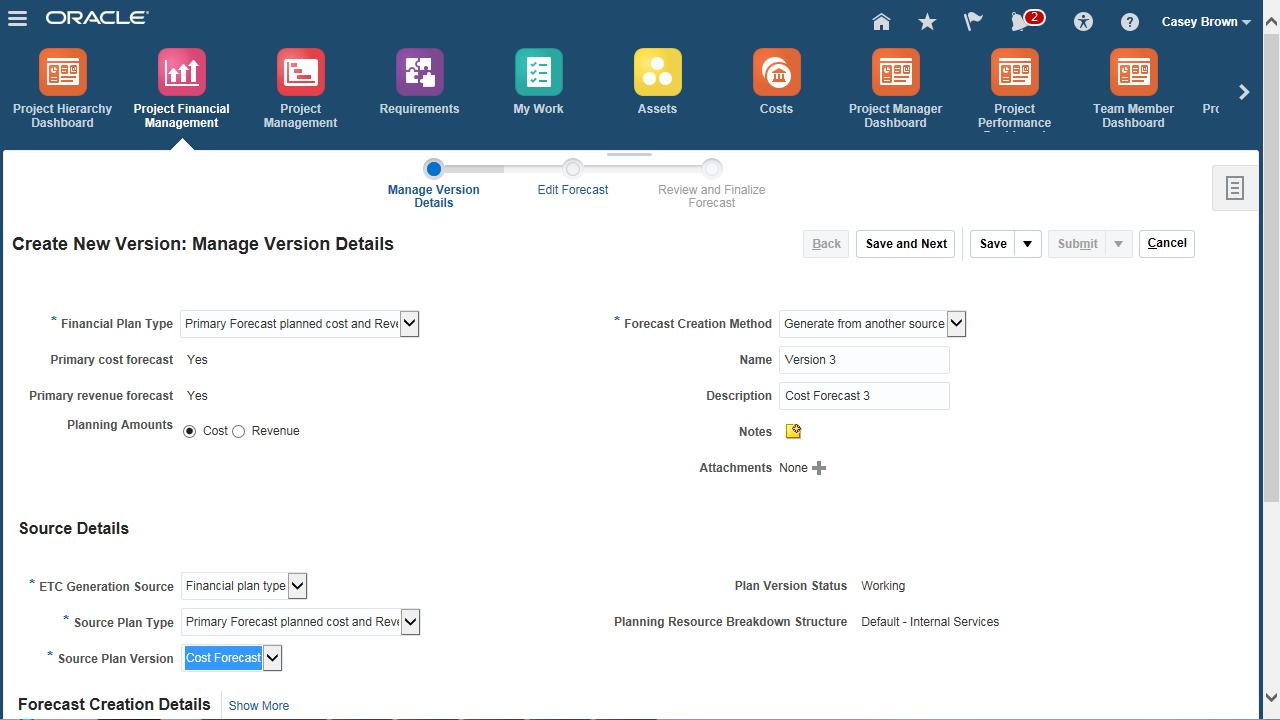 ORACLE
2
Casey Brown
Project Hierarchy Dashboard
Project Financial Management
Project Management
Requirements
My Work
Assets
Costs
Project Manager Dashboard
Project Performance
Team Member Dashboard
Pro
Manage Version Details
Edit Forecast
Review and Finalize Forecast
Create New Version: Manage Version Details
Back
Save and Next
Save
Submit
Cancel
* Financial Plan Type Primary Forecast planned cost and Reve
Primary cost forecast Yes
Primary revenue forecast Yes
Planning Amounts Cost Revenue
* Forecast Creation Method Generate from another source
Name Version 3
Description Cost Forecast 3
Notes
Attachments None
Source Details
* ETC Generation Source Financial plan type
* Source Plan Type Primary Forecast planned cost and Reve
* Source Plan Version Cost Forecast
Plan Version Status Working
Planning Resource Breakdown Structure Default - Internal Services
Forecast Creation Details Show More